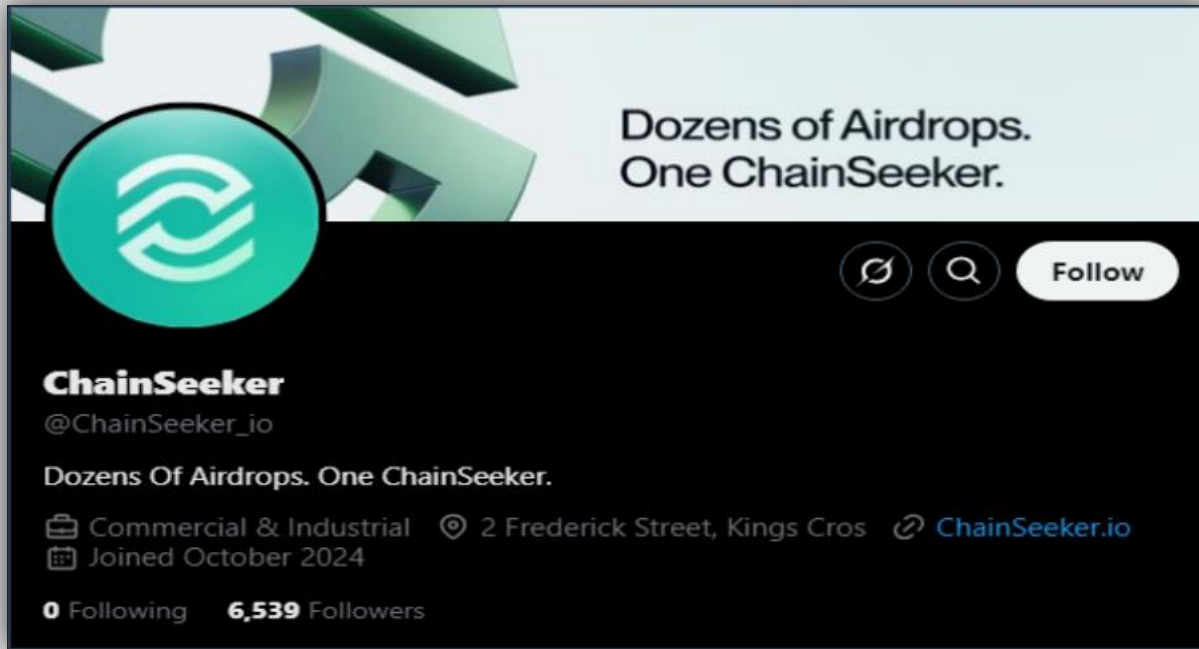 Dozens of Airdrops.
One ChainSeeker.
Follow
ChainSeeker
@ChainSeeker_io
Dozens Of Airdrops. One ChainSeeker.
Commercial & Industrial 2 Frederick Street, Kings Cros ChainSeeker.io
Joined October 2024
0 Following 6,539 Followers